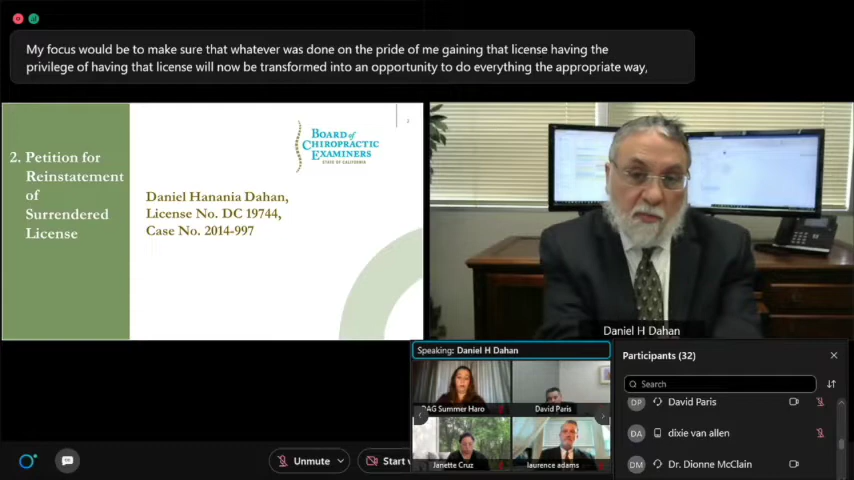 My focus would be to make sure that whatever was done on the pride of me gaining that license having the
privilege of having that license will now be transformed into an opportunity to do everything the appropriate way,
2. Petition for
Reinstatement
of
Surrendered
License
BOARD of
CHIROPRACTIC
EXAMINERS
STATE OF CALIFORNIA
2
Daniel Hanania Dahan,
License No. DC 19744,
Case No. 2014-997
Daniel H Dahan
Speaking: Daniel H Dahan
DAG Summer Haro
David Paris
Janette Cruz
laurence adams
Participants (32)
Search
DP David Paris
DA dixie van allen
DM Dr. Dionne McClain
Unmute
Start v